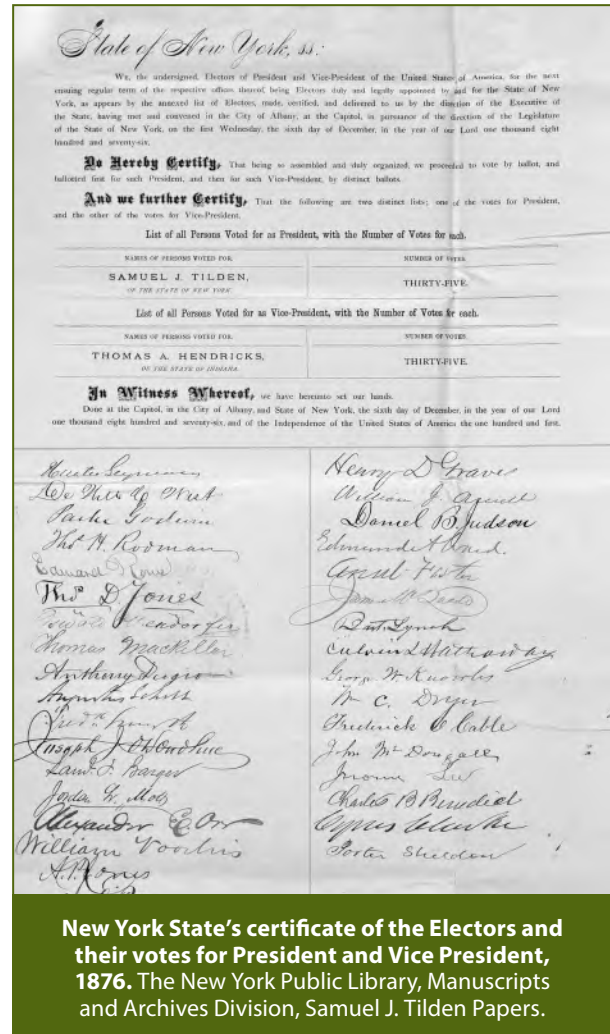 State of New York, ss:
WE, the undersigned, Electors of President and Vice-President of the United States of America, for the next
ensuing regular term of the respective offices thereof, being Electors duly and legally appointed by and for the State of New
York, as appears by the annexed list of Electors, made, certified, and delivered to us by the direction of the Executive of
the State, having met and convened in the City of Albany, at the Capitol, in pursuance of the direction of the Legislature
of the State of New York, on the first Wednesday, the sixth day of December, in the year of our Lord one thousand eight
hundred and seventy-six,
Do Hereby Certify, That being so assembled and duly organized, we proceeded to vote by ballot, and
balloted first for such President, and then for such Vice-President, by distinct ballots.
And we further Certify, That the following are two distinct lists; one of the votes for President,
and the other of the votes for Vice-President.
List of all Persons Voted for as President, with the Number of Votes for each.
NAMES OF PERSONS VOTED FOR. NUMBER OF VOTES.
SAMUEL J. TILDEN, THIRTY-FIVE.
OF THE STATE OF NEW YORK.
List of all Persons Voted for as Vice-President, with the Number of Votes for each.
NAMES OF PERSONS VOTED FOR. NUMBER OF VOTES.
THOMAS A. HENDRICKS, THIRTY-FIVE.
OF THE STATE OF INDIANA.
In Witness Whereof, we have hereunto set our hands.
Done at the Capitol, in the City of Albany, and State of New York, the sixth day of December, in the year of our Lord
one thousand eight hundred and seventy-six, and of the Independence of the United States of America the one hundred and first.
Horatio Seymour
De Witt C West
Parke Godwin
Thos H. Rodman
Edward Rowe
Thos D. Jones
Thomas Mackellar
Anthony Dugro
Augustus Schell
Joseph J O'Donohue
Saml. F. Barger
Jordan L. Mott
Alexander E. Orr
William Voorhis
Henry D Graves
William J.
Daniel B. Judson
Edmund A Ward.
Ansel Foster
Lynch
Calvin L Hathaway
George W Knowles
W C. Dryer
Frederick O Cable
John McDougall
Jerome Lee
Charles B Benedict
Cyrus Clarke
Porter Sheldon
New York State's certificate of the Electors and
their votes for President and Vice President,
1876. The New York Public Library, Manuscripts
and Archives Division, Samuel J. Tilden Papers.